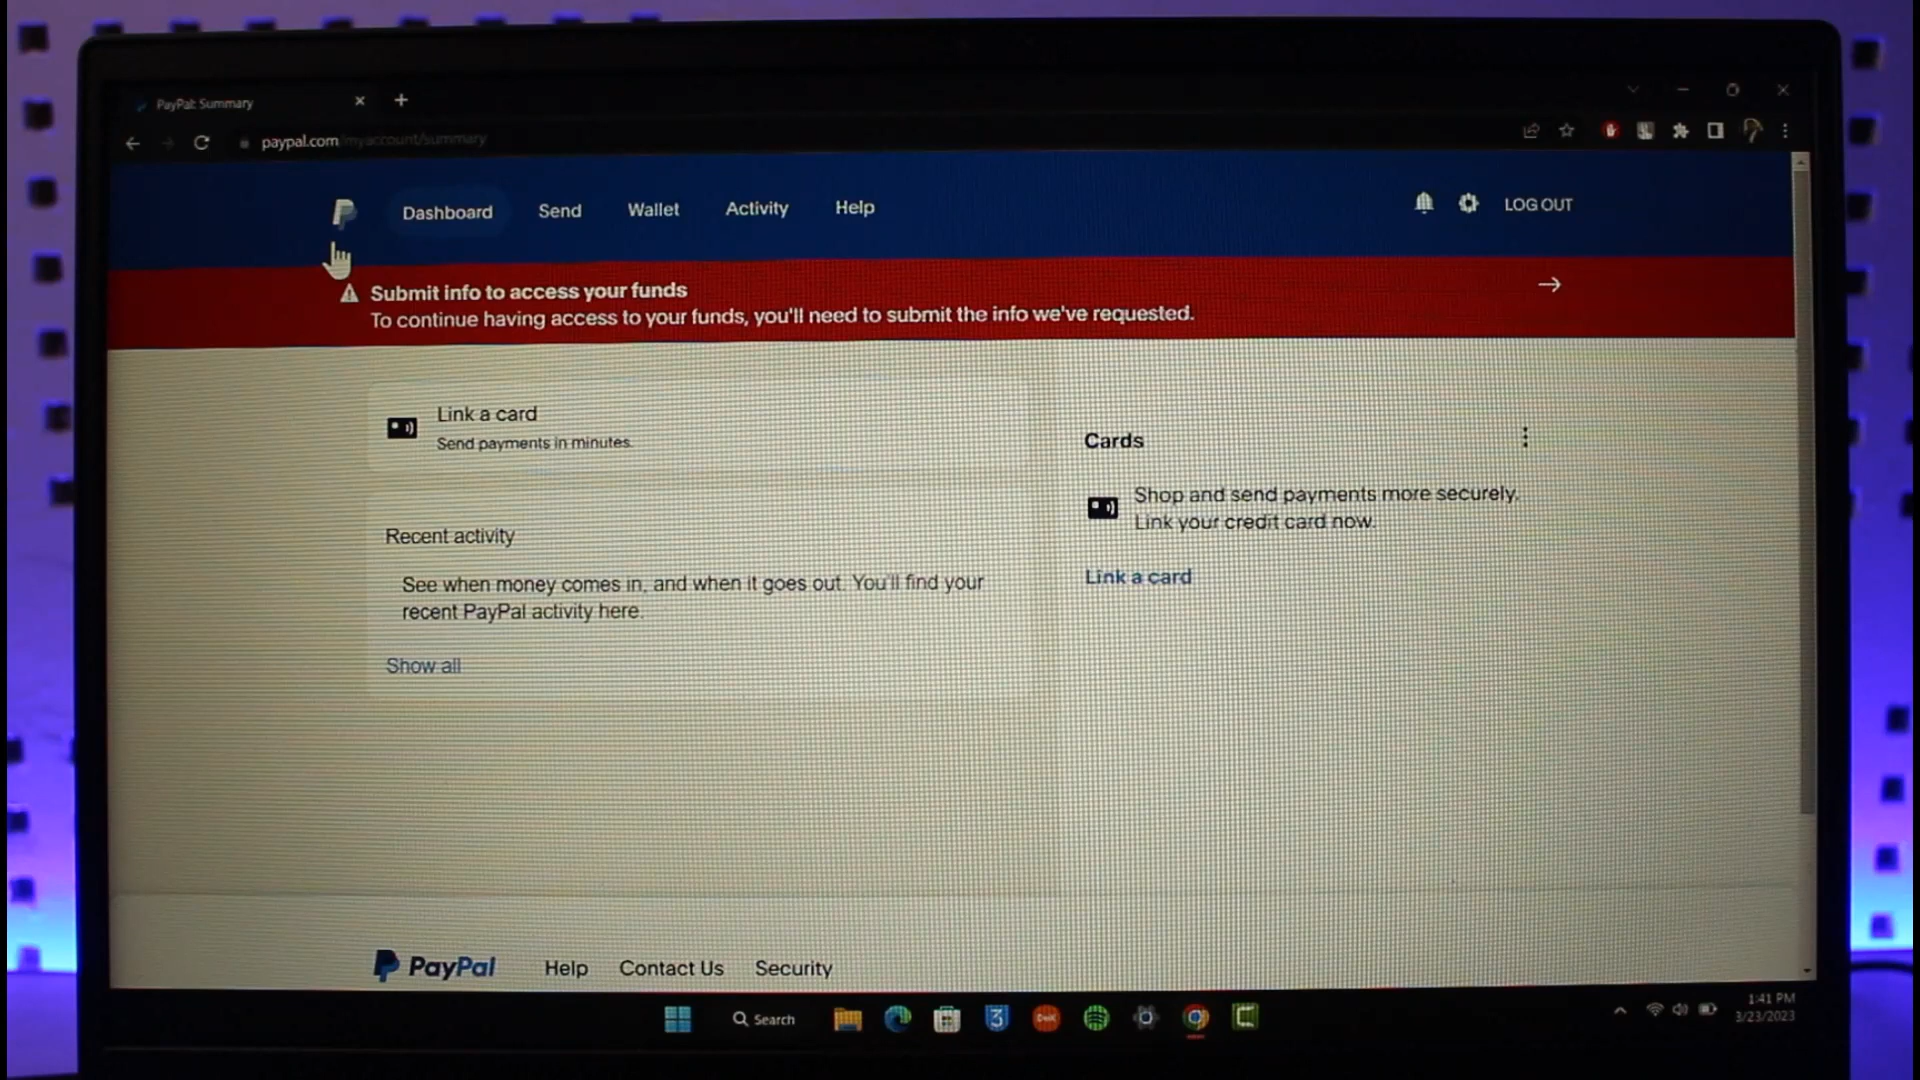 PayPal: Summary
paypal.com/myaccount/summary
Dashboard
Send
Wallet
Activity
Help
LOG OUT
Submit info to access your funds
To continue having access to your funds, you'll need to submit the info we've requested.
Link a card
Send payments in minutes.
Cards
Shop and send payments more securely.
Link your credit card now.
Link a card
Recent activity
See when money comes in, and when it goes out. You'll find your
recent PayPal activity here.
Show all
PayPal
Help
Contact Us
Security
Search
1:41 PM
3/23/2023